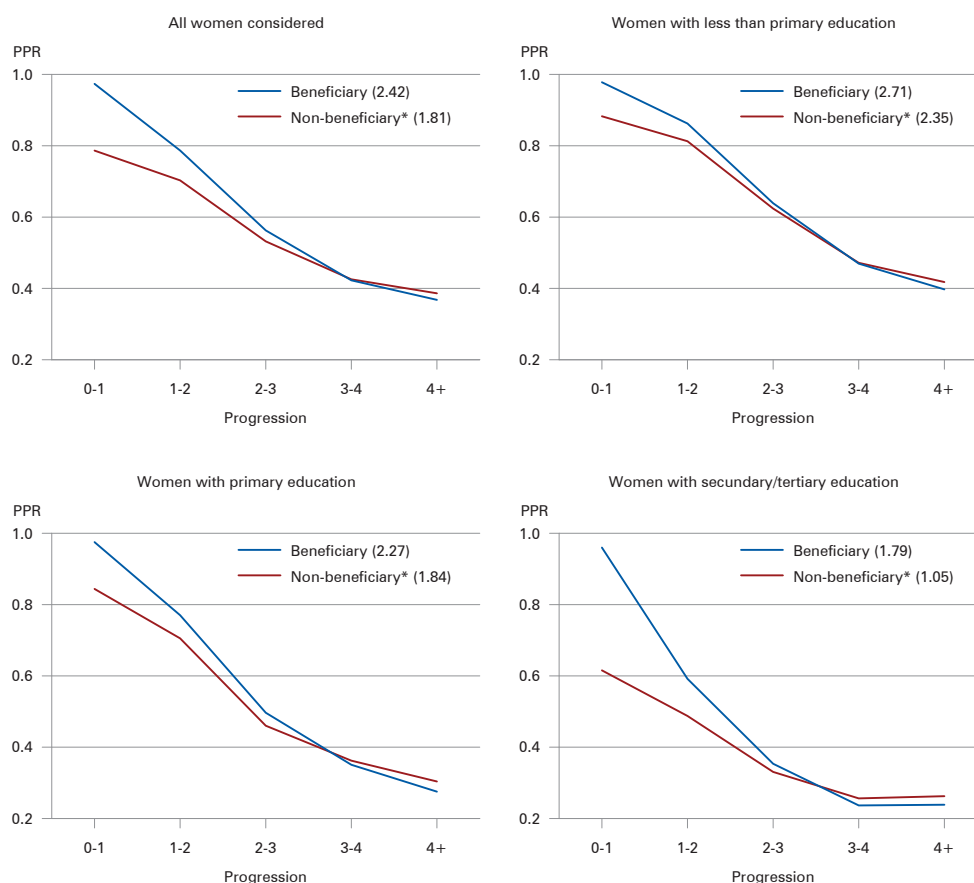 All women considered
PPR
1.0
0.8
0.6
0.4
0.2
Beneficiary (2.42)
Non-beneficiary* (1.81)
0-1 1-2 2-3 3-4 4+
Progression
Women with less than primary education
PPR
1.0
0.8
0.6
0.4
0.2
Beneficiary (2.71)
Non-beneficiary* (2.35)
0-1 1-2 2-3 3-4 4+
Progression
Women with primary education
PPR
1.0
0.8
0.6
0.4
0.2
Beneficiary (2.27)
Non-beneficiary* (1.84)
0-1 1-2 2-3 3-4 4+
Progression
Women with secundary/tertiary education
PPR
1.0
0.8
0.6
0.4
0.2
Beneficiary (1.79)
Non-beneficiary* (1.05)
0-1 1-2 2-3 3-4 4+
Progression